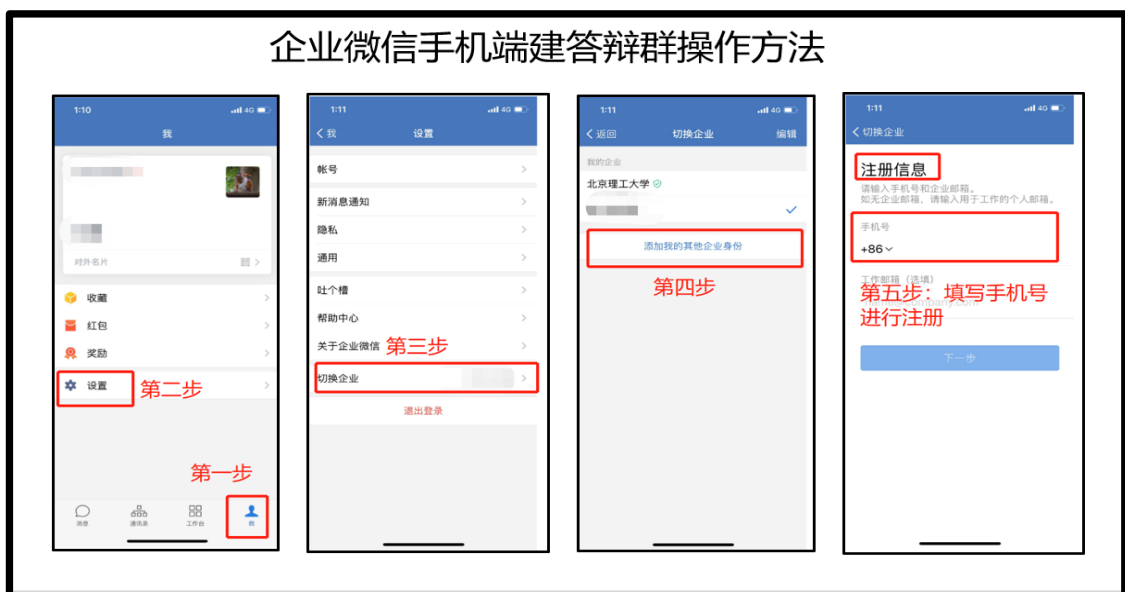 企业微信手机端建答辩群操作方法
1:10
4G
我
对外名片
收藏
红包
奖励
设置
第二步
第一步
消息
通讯录
工作台
我
1:11
4G
我
设置
帐号
新消息通知
隐私
通用
吐个槽
帮助中心
关于企业微信
第三步
切换企业
退出登录
1:11
4G
返回
切换企业
编辑
我的企业
北京理工大学
添加我的其他企业身份
第四步
1:11
4G
切换企业
注册信息
请输入手机号和企业邮箱。
如无企业邮箱，请输入用于工作的个人邮箱。
手机号
+86
工作邮箱（选填）
第五步：填写手机号
进行注册
下一步